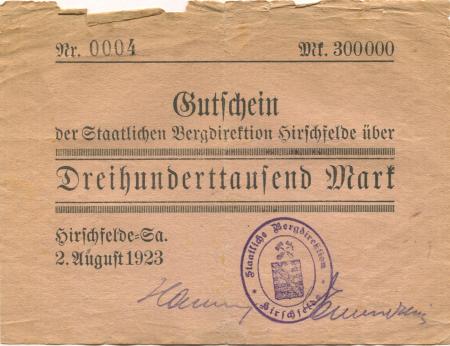 Nr. 0004 Mk. 300000
Gutschein
der Staatlichen Bergdirektion Hirschfelde über
Dreihunderttausend Mark
Hirschfelde-Sa.
2. August 1923
Staatliche Bergdirektion
* Hirschfelde *